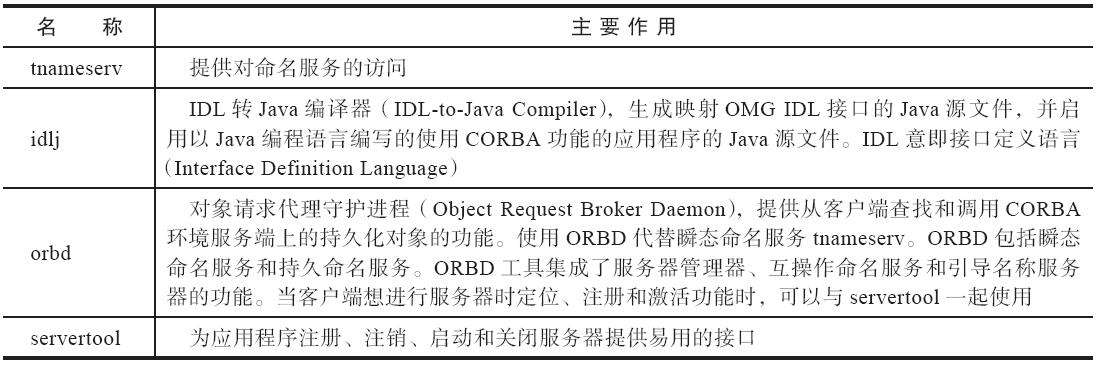 名 称 主 要 作 用
tnameserv 提供对命名服务的访问
IDL 转 Java 编译器（IDL-to-Java Compiler），生成映射 OMG IDL 接口的 Java 源文件，并启
idlj 用以 Java 编程语言编写的使用 CORBA 功能的应用程序的 Java 源文件。IDL 意即接口定义语言
（Interface Definition Language）
对象请求代理守护进程（Object Request Broker Daemon），提供从客户端查找和调用 CORBA
环境服务端上的持久化对象的功能。使用 ORBD 代替瞬态命名服务 tnameserv。ORBD 包括瞬态
orbd 命名服务和持久命名服务。ORBD 工具集成了服务器管理器、互操作命名服务和引导名称服务
器的功能。当客户端想进行服务器时定位、注册和激活功能时，可以与 servertool 一起使用
servertool 为应用程序注册、注销、启动和关闭服务器提供易用的接口